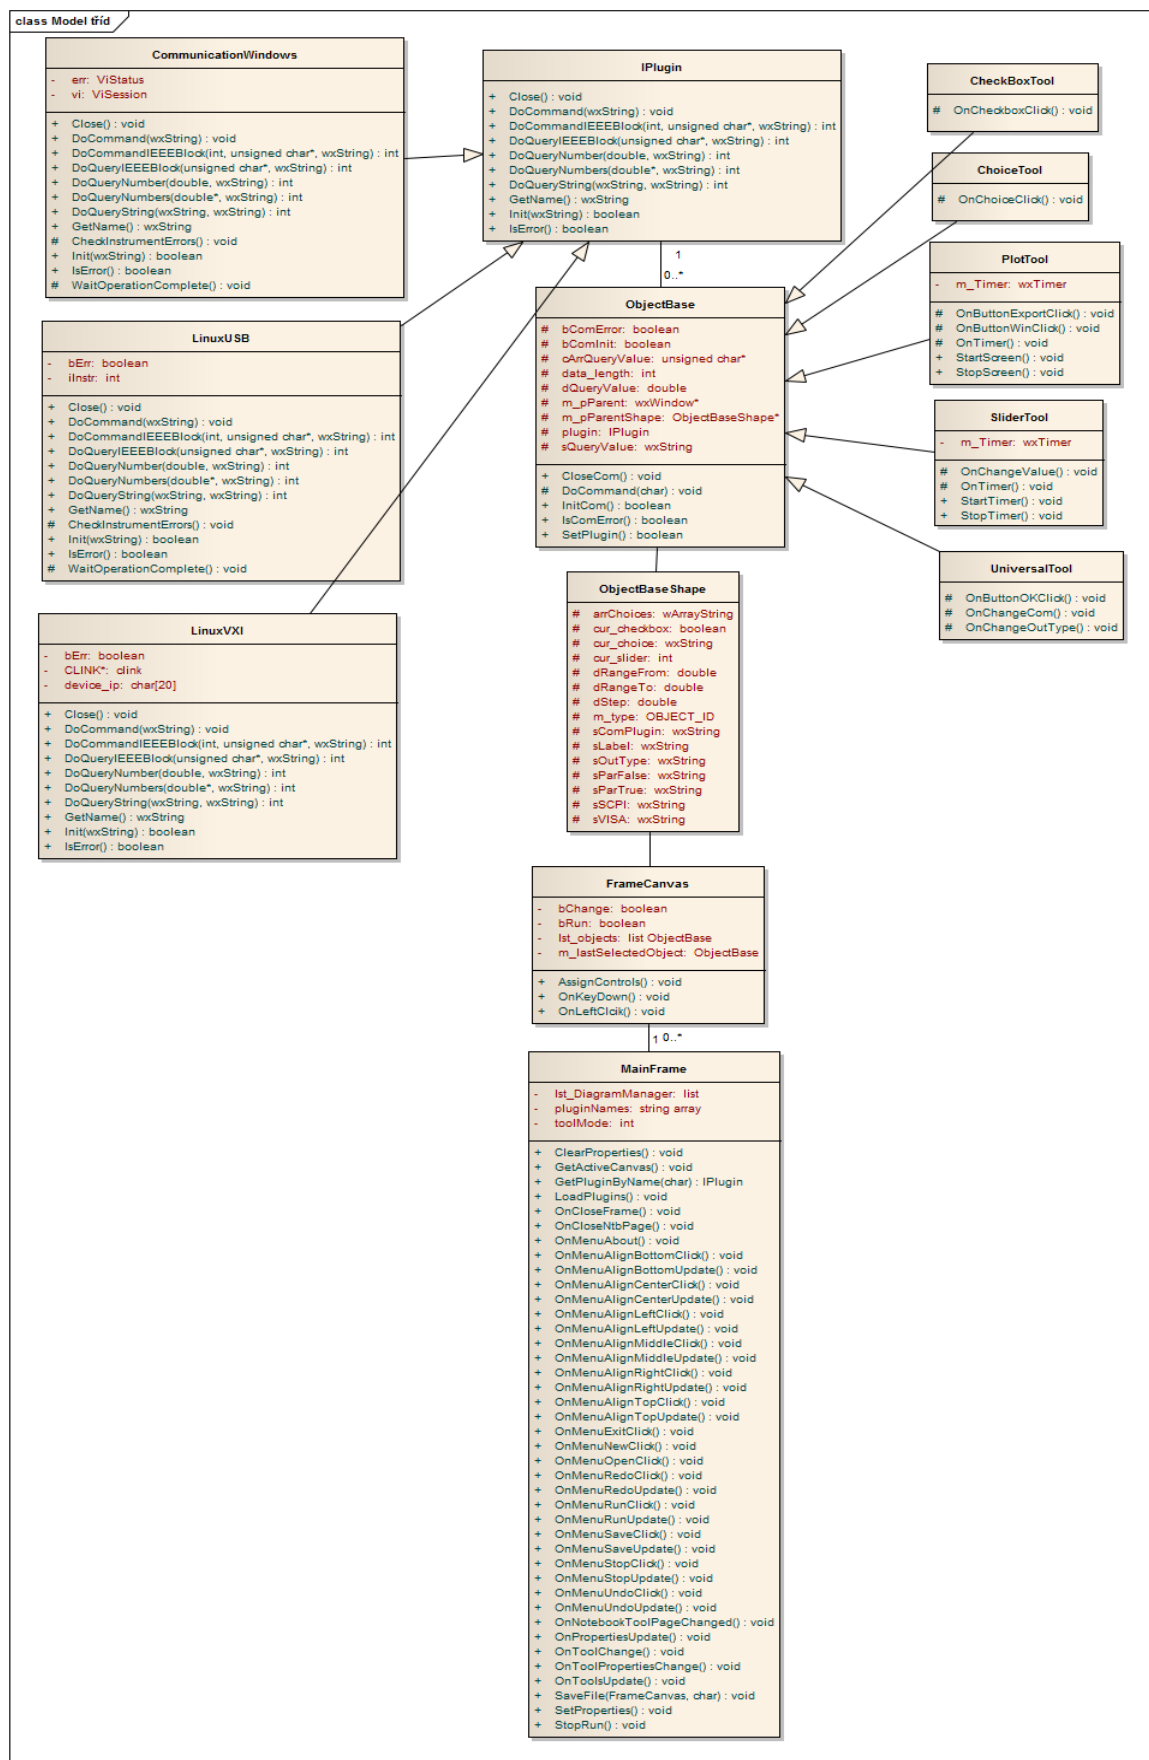 class Model tříd
CommunicationWindows
- err: ViStatus
- vi: ViSession
+ Close() : void
+ DoCommand(wxString) : void
+ DoCommandIEEEBlock(int, unsigned char*, wxString) : int
+ DoQueryIEEEBlock(unsigned char*, wxString) : int
+ DoQueryNumber(double, wxString) : int
+ DoQueryNumbers(double*, wxString) : int
+ DoQueryString(wxString, wxString) : int
+ GetName() : wxString
# CheckInstrumentErrors() : void
+ Init(wxString) : boolean
+ IsError() : boolean
# WaitOperationComplete() : void
IPlugin
+ Close() : void
+ DoCommand(wxString) : void
+ DoCommandIEEEBlock(int, unsigned char*, wxString) : int
+ DoQueryIEEEBlock(unsigned char*, wxString) : int
+ DoQueryNumber(double, wxString) : int
+ DoQueryNumbers(double*, wxString) : int
+ DoQueryString(wxString, wxString) : int
+ GetName() : wxString
+ Init(wxString) : boolean
+ IsError() : boolean
1
0..*
CheckBoxTool
# OnCheckboxClick() : void
ChoiceTool
# OnChoiceClick() : void
PlotTool
- m_Timer: wxTimer
# OnButtonExportClick() : void
# OnButtonWinClick() : void
# OnTimer() : void
+ StartScreen() : void
+ StopScreen() : void
SliderTool
- m_Timer: wxTimer
# OnChangeValue() : void
# OnTimer() : void
+ StartTimer() : void
+ StopTimer() : void
UniversalTool
# OnButtonOKClick() : void
# OnChangeCom() : void
# OnChangeOutType() : void
LinuxUSB
- bErr: boolean
- iInstr: int
+ Close() : void
+ DoCommand(wxString) : void
+ DoCommandIEEEBlock(int, unsigned char*, wxString) : int
+ DoQueryIEEEBlock(unsigned char*, wxString) : int
+ DoQueryNumber(double, wxString) : int
+ DoQueryNumbers(double*, wxString) : int
+ DoQueryString(wxString, wxString) : int
+ GetName() : wxString
# CheckInstrumentErrors() : void
+ Init(wxString) : boolean
+ IsError() : boolean
# WaitOperationComplete() : void
LinuxVXI
- bErr: boolean
- CLINK*: clink
- device_ip: char[20]
+ Close() : void
+ DoCommand(wxString) : void
+ DoCommandIEEEBlock(int, unsigned char*, wxString) : int
+ DoQueryIEEEBlock(unsigned char*, wxString) : int
+ DoQueryNumber(double, wxString) : int
+ DoQueryNumbers(double*, wxString) : int
+ DoQueryString(wxString, wxString) : int
+ GetName() : wxString
+ Init(wxString) : boolean
+ IsError() : boolean
ObjectBase
# bComError: boolean
# bComInit: boolean
# cArrQueryValue: unsigned char*
# data_length: int
# dQueryValue: double
# m_pParent: wxWindow*
# m_pParentShape: ObjectBaseShape*
# plugin: IPlugin
# sQueryValue: wxString
+ CloseCom() : void
# DoCommand(char) : void
+ InitCom() : boolean
+ IsComError() : boolean
+ SetPlugin() : boolean
ObjectBaseShape
# arrChoices: wArrayString
# cur_checkbox: boolean
# cur_choice: wxString
# cur_slider: int
# dRangeFrom: double
# dRangeTo: double
# dStep: double
# m_type: OBJECT_ID
# sComPlugin: wxString
# sLabel: wxString
# sOutType: wxString
# sParFalse: wxString
# sParTrue: wxString
# sSCPI: wxString
# sVISA: wxString
FrameCanvas
- bChange: boolean
- bRun: boolean
- lst_objects: list ObjectBase
- m_lastSelectedObject: ObjectBase
+ AssignControls() : void
+ OnKeyDown() : void
+ OnLeftClcik() : void
1 0..*
MainFrame
- lst_DiagramManager: list
- pluginNames: string array
- toolMode: int
+ ClearProperties() : void
+ GetActiveCanvas() : void
+ GetPluginByName(char) : IPlugin
+ LoadPlugins() : void
+ OnCloseFrame() : void
+ OnCloseNtbPage() : void
+ OnMenuAbout() : void
+ OnMenuAlignBottomClick() : void
+ OnMenuAlignBottomUpdate() : void
+ OnMenuAlignCenterClick() : void
+ OnMenuAlignCenterUpdate() : void
+ OnMenuAlignLeftClick() : void
+ OnMenuAlignLeftUpdate() : void
+ OnMenuAlignMiddleClick() : void
+ OnMenuAlignMiddleUpdate() : void
+ OnMenuAlignRightClick() : void
+ OnMenuAlignRightUpdate() : void
+ OnMenuAlignTopClick() : void
+ OnMenuAlignTopUpdate() : void
+ OnMenuExitClick() : void
+ OnMenuNewClick() : void
+ OnMenuOpenClick() : void
+ OnMenuRedoClick() : void
+ OnMenuRedoUpdate() : void
+ OnMenuRunClick() : void
+ OnMenuRunUpdate() : void
+ OnMenuSaveClick() : void
+ OnMenuSaveUpdate() : void
+ OnMenuStopClick() : void
+ OnMenuStopUpdate() : void
+ OnMenuUndoClick() : void
+ OnMenuUndoUpdate() : void
+ OnNotebookToolPageChanged() : void
+ OnPropertiesUpdate() : void
+ OnToolChange() : void
+ OnToolPropertiesChange() : void
+ OnToolsUpdate() : void
+ SaveFile(FrameCanvas, char) : void
+ SetProperties() : void
+ StopRun() : void